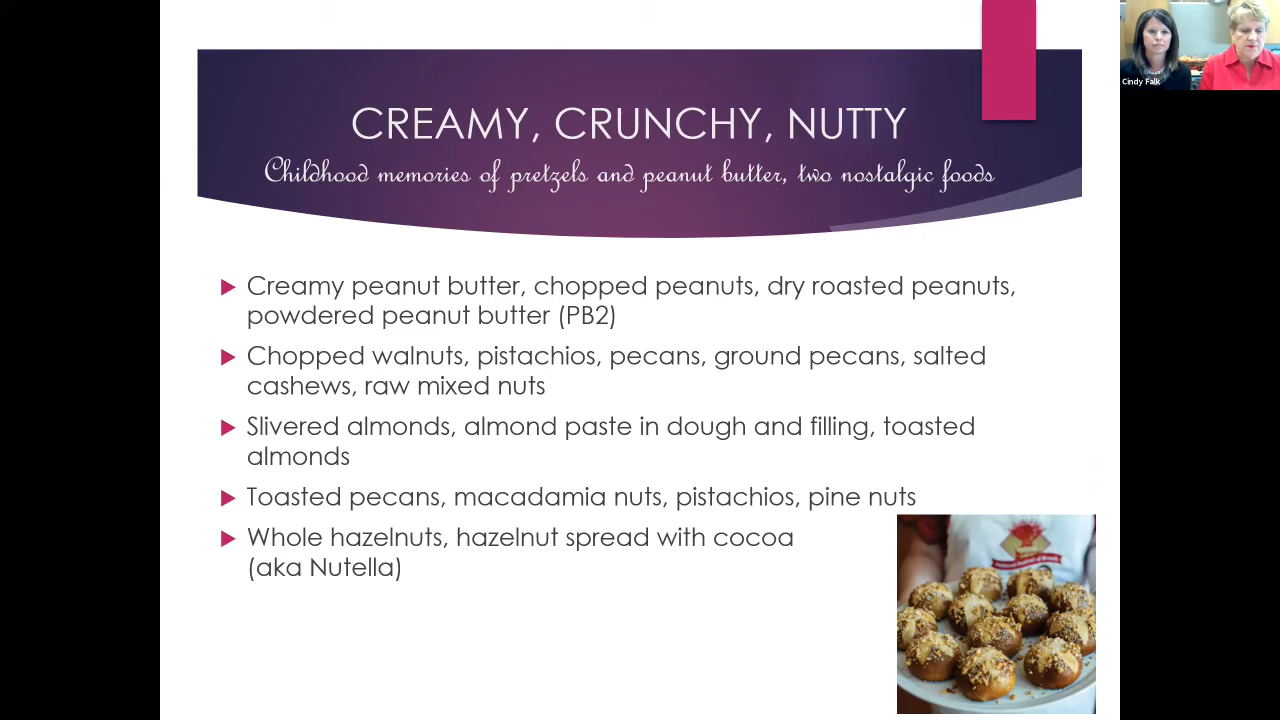 Cindy Falk
CREAMY, CRUNCHY, NUTTY
Childhood memories of pretzels and peanut butter, two nostalgic foods
Creamy peanut butter, chopped peanuts, dry roasted peanuts,
powdered peanut butter (PB2)
Chopped walnuts, pistachios, pecans, ground pecans, salted
cashews, raw mixed nuts
Slivered almonds, almond paste in dough and filling, toasted
almonds
Toasted pecans, macadamia nuts, pistachios, pine nuts
Whole hazelnuts, hazelnut spread with cocoa
(aka Nutella)